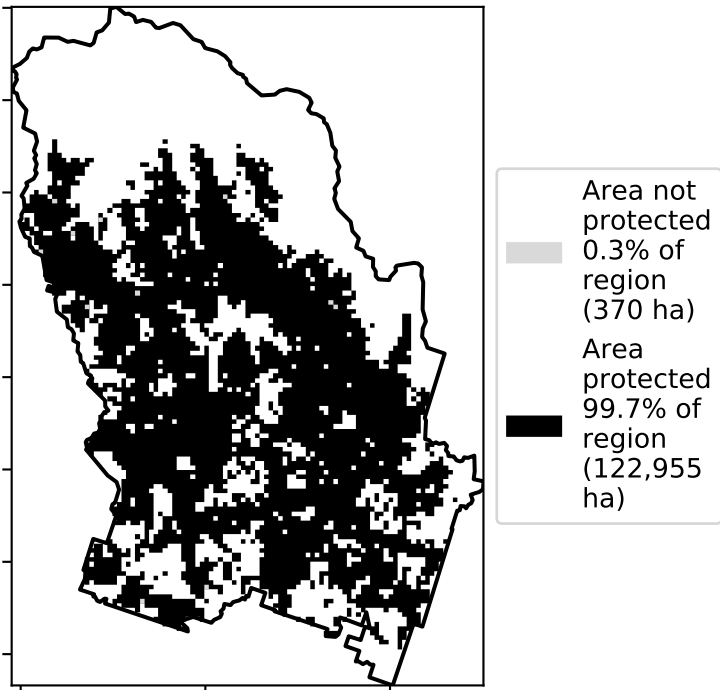 Area not
protected
0.3% of
region
(370 ha)
Area
protected
99.7% of
region
(122,955
ha)